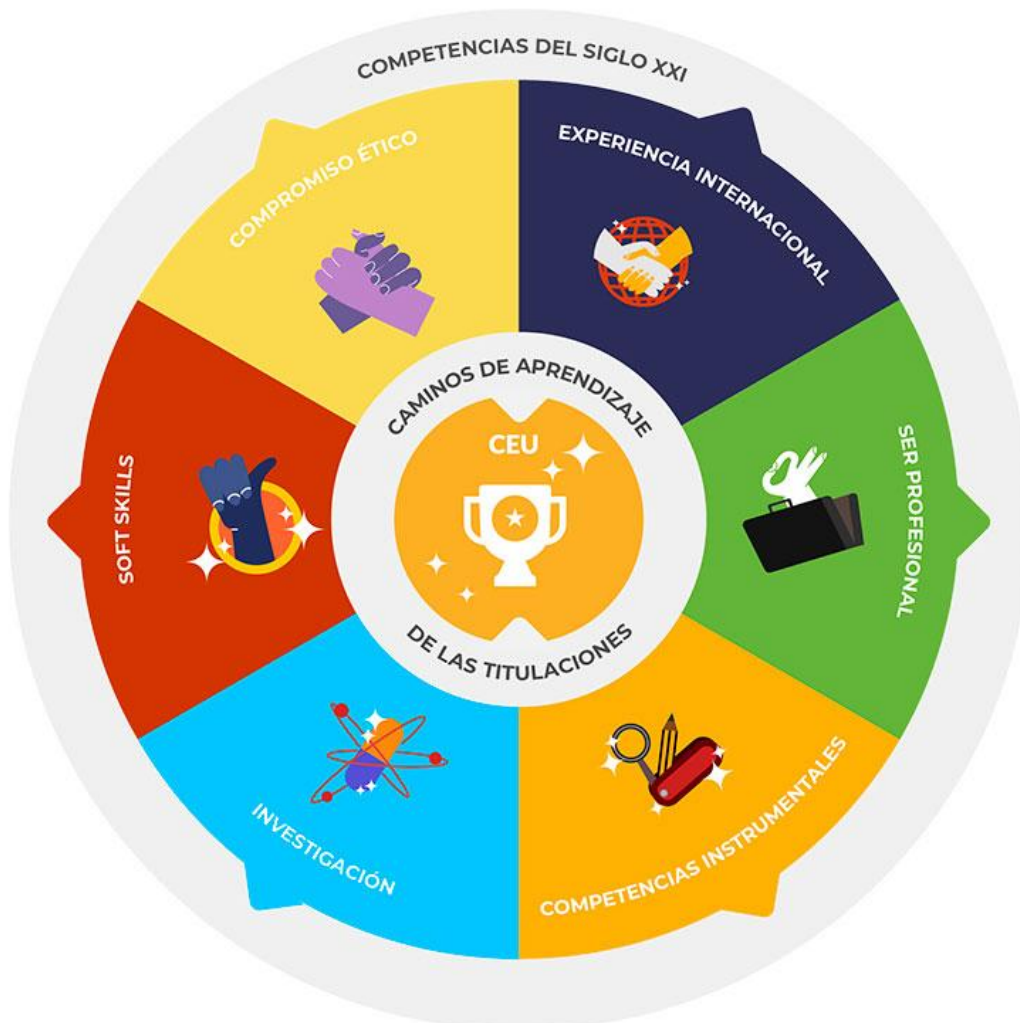 COMPETENCIAS DEL SIGLO XXI
COMPROMISO ÉTICO
EXPERIENCIA INTERNACIONAL
SER PROFESIONAL
COMPETENCIAS INSTRUMENTALES
INVESTIGACIÓN
SOFT SKILLS
CAMINOS DE APRENDIZAJE
CEU
DE LAS TITULACIONES